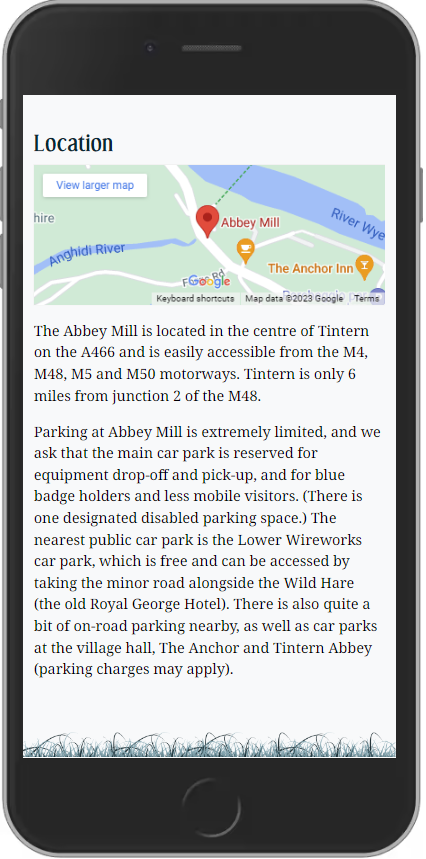 Location
View larger map
hire
Abbey Mill
River Wye
Anghidi River
The Anchor Inn
Google
Keyboard shortcuts
Map data ©2023 Google
Terms
The Abbey Mill is located in the centre of Tintern
on the A466 and is easily accessible from the M4,
M48, M5 and M50 motorways. Tintern is only 6
miles from junction 2 of the M48.
Parking at Abbey Mill is extremely limited, and we
ask that the main car park is reserved for
equipment drop-off and pick-up, and for blue
badge holders and less mobile visitors. (There is
one designated disabled parking space.) The
nearest public car park is the Lower Wireworks
car park, which is free and can be accessed by
taking the minor road alongside the Wild Hare
(the old Royal George Hotel). There is also quite a
bit of on-road parking nearby, as well as car parks
at the village hall, The Anchor and Tintern Abbey
(parking charges may apply).